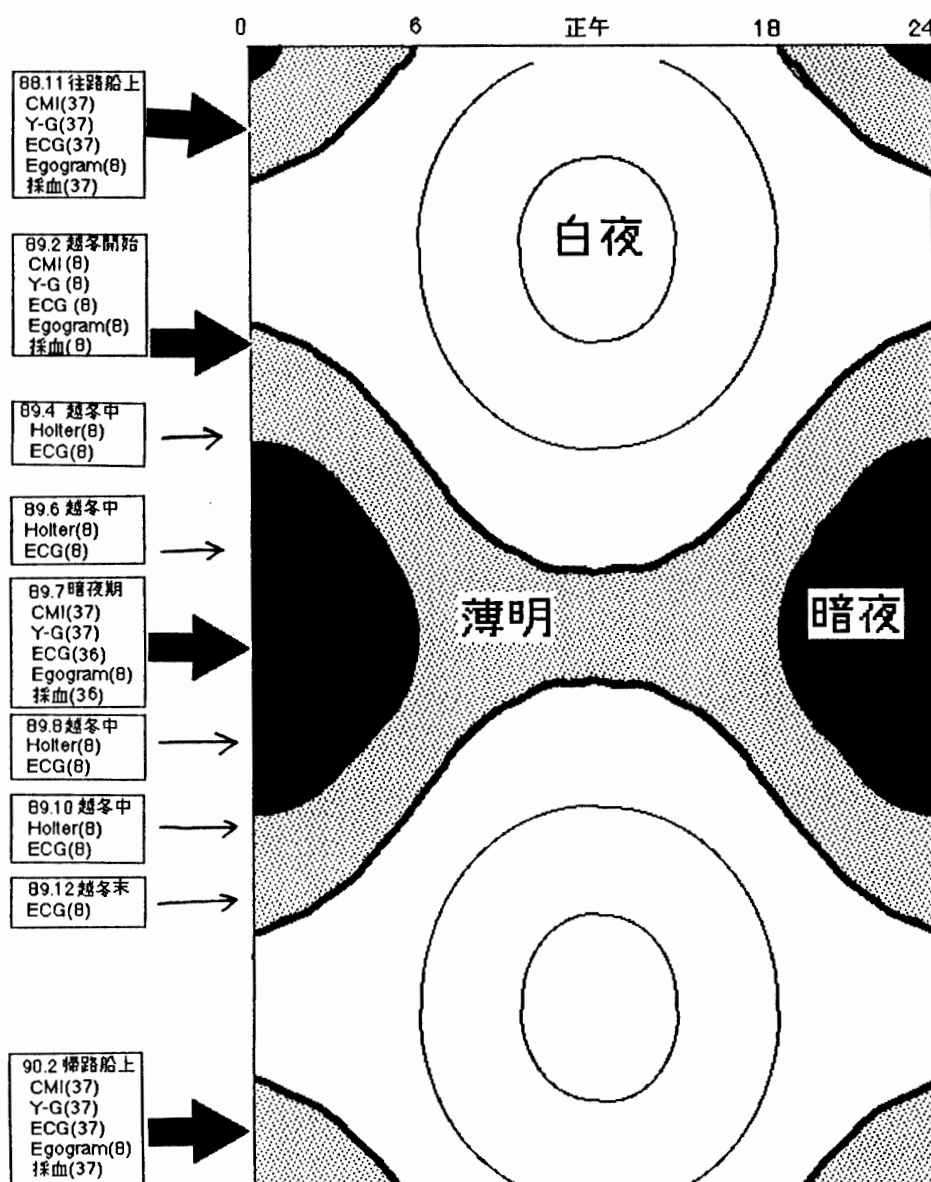 0 6 正午 18 24
88.11 往路船上
CMI(37)
Y-G(37)
ECG(37)
Egogram(8)
採血(37)
白夜
89.2 越冬開始
CMI (8)
Y-G (8)
ECG (8)
Egogram(8)
採血(8)
89.4 越冬中
Holter(8)
ECG(8)
89.6 越冬中
Holter(8)
ECG(8)
89.7 暗夜期
CMI(37)
Y-G(37)
ECG(36)
Egogram(8)
採血(36)
薄明
暗夜
89.8 越冬中
Holter(8)
ECG(8)
89.10 越冬中
Holter(8)
ECG(8)
89.12 越冬末
ECG(8)
90.2 帰路船上
CMI(37)
Y-G(37)
ECG(37)
Egogram(8)
採血(37)